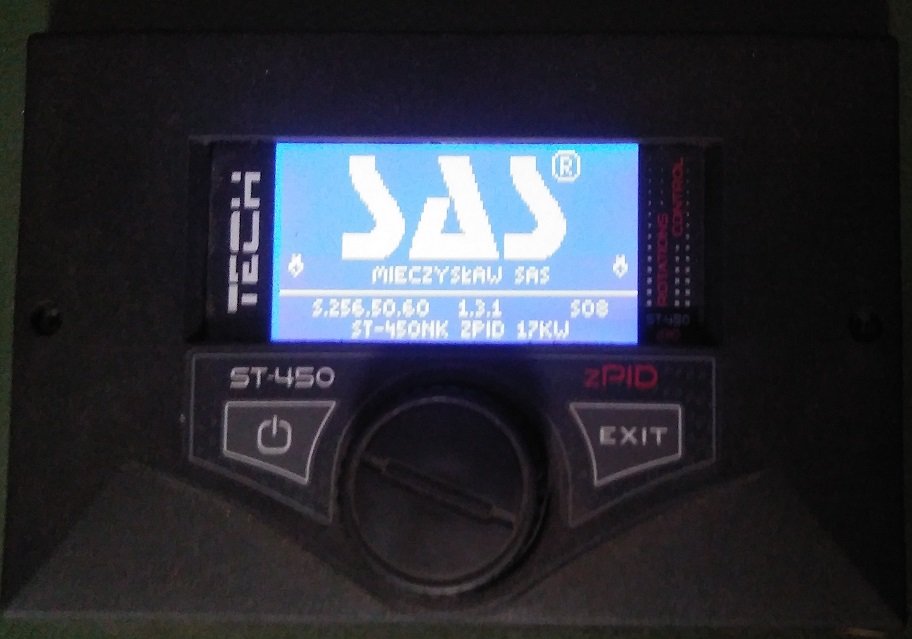 TECH
SAS®
MIECZYSŁAW SAS
S.256.50.60 1.3.1 S08
ST-450NK ZPID 17KW
ROTATIONS
CONTROL
ST-450
ST-450
zPID
EXIT